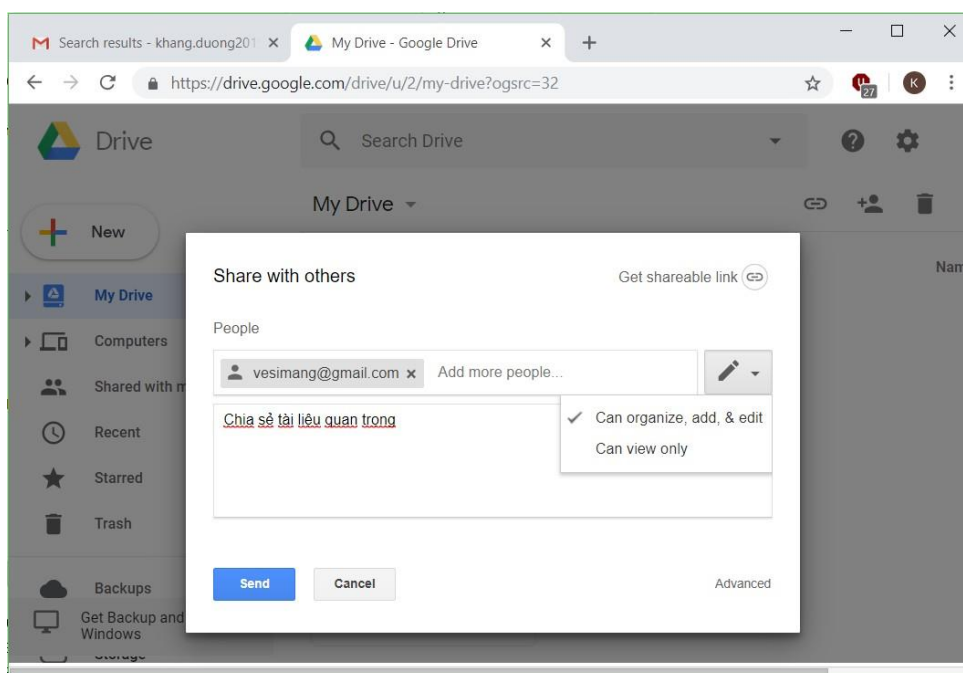 Search results - khang.duong201
My Drive - Google Drive
https://drive.google.com/drive/u/2/my-drive?ogsrc=32
27
K
Drive
Search Drive
My Drive
New
Share with others
Get shareable link
Nam
My Drive
People
Computers
vesimang@gmail.com
Add more people...
Shared with m
Chia sẻ tài liệu quan trong
Can organize, add, & edit
Recent
Can view only
Starred
Trash
Send
Cancel
Advanced
Backups
Get Backup and
Windows
Storage